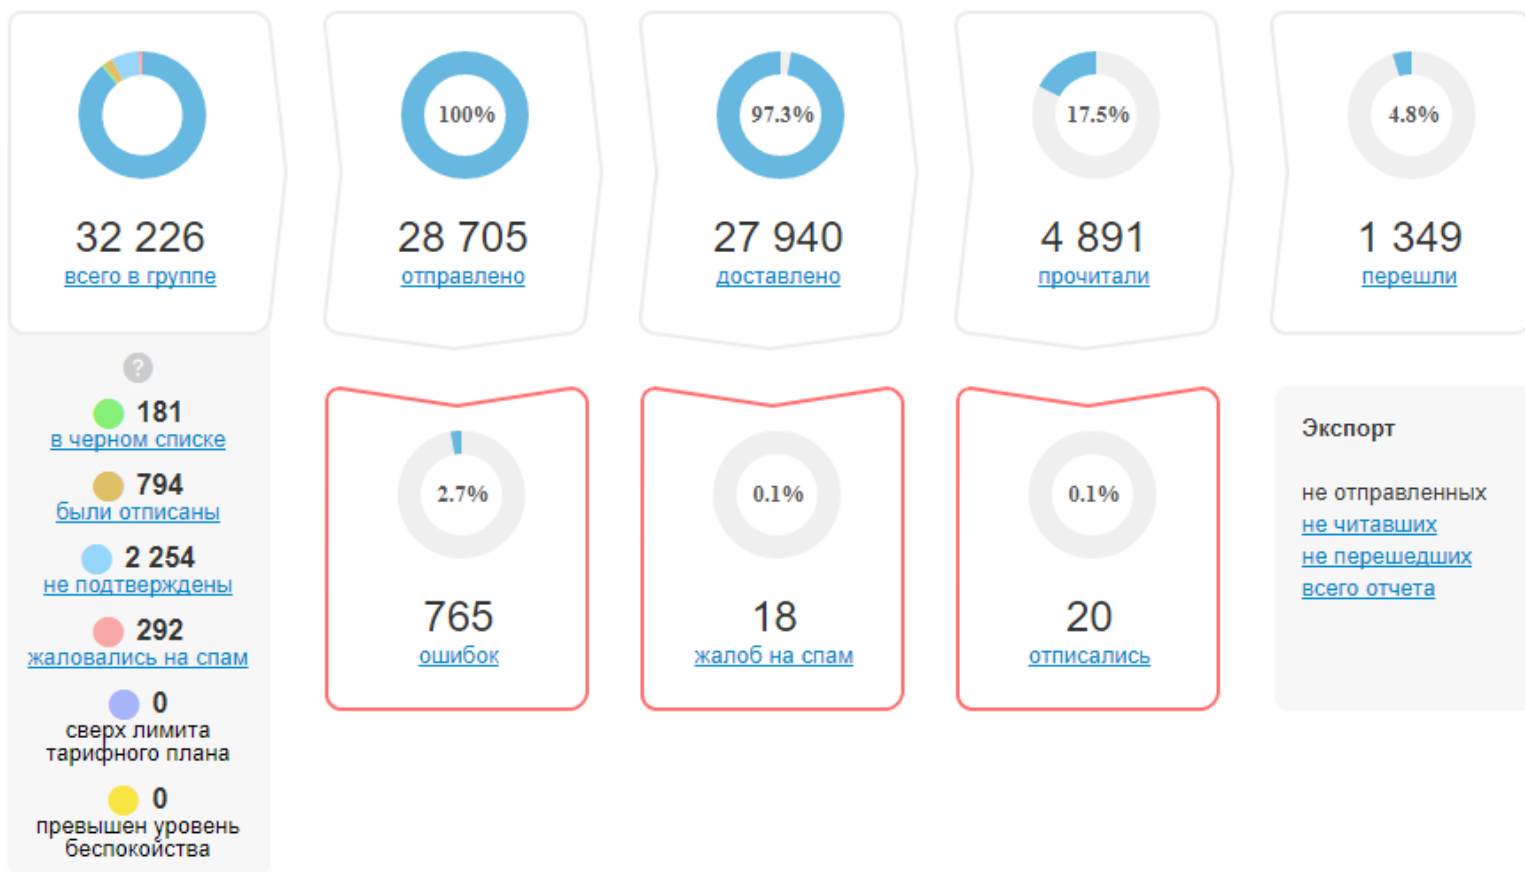 100%
97.3%
17.5%
4.8%
32 226
28 705
27 940
4 891
1 349
всего в группе
отправлено
доставлено
прочитали
перешли
?
181
в черном списке
794
были отписаны
2 254
не подтверждены
292
жаловались на спам
0
сверх лимита
тарифного плана
0
превышен уровень
беспокойства
2.7%
765
ошибок
0.1%
18
жалоб на спам
0.1%
20
отписались
Экспорт
не отправленных
не читавших
не перешедших
всего отчета